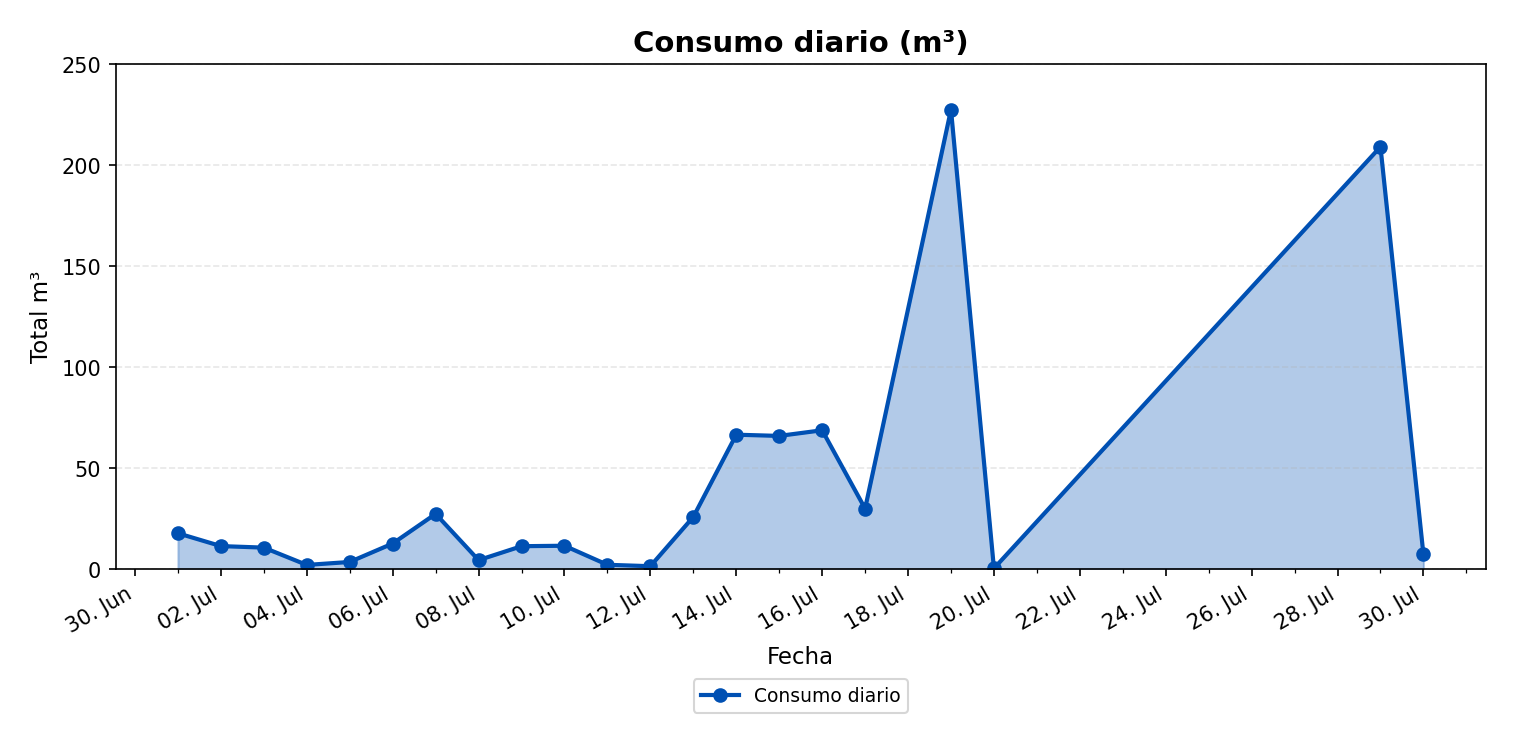 Consumo diario (m³)
250
200
150
100
50
0
Total m³
30. Jun
02. Jul
04. Jul
06. Jul
08. Jul
10. Jul
12. Jul
14. Jul
16. Jul
18. Jul
20. Jul
22. Jul
24. Jul
26. Jul
28. Jul
30. Jul
Fecha
Consumo diario